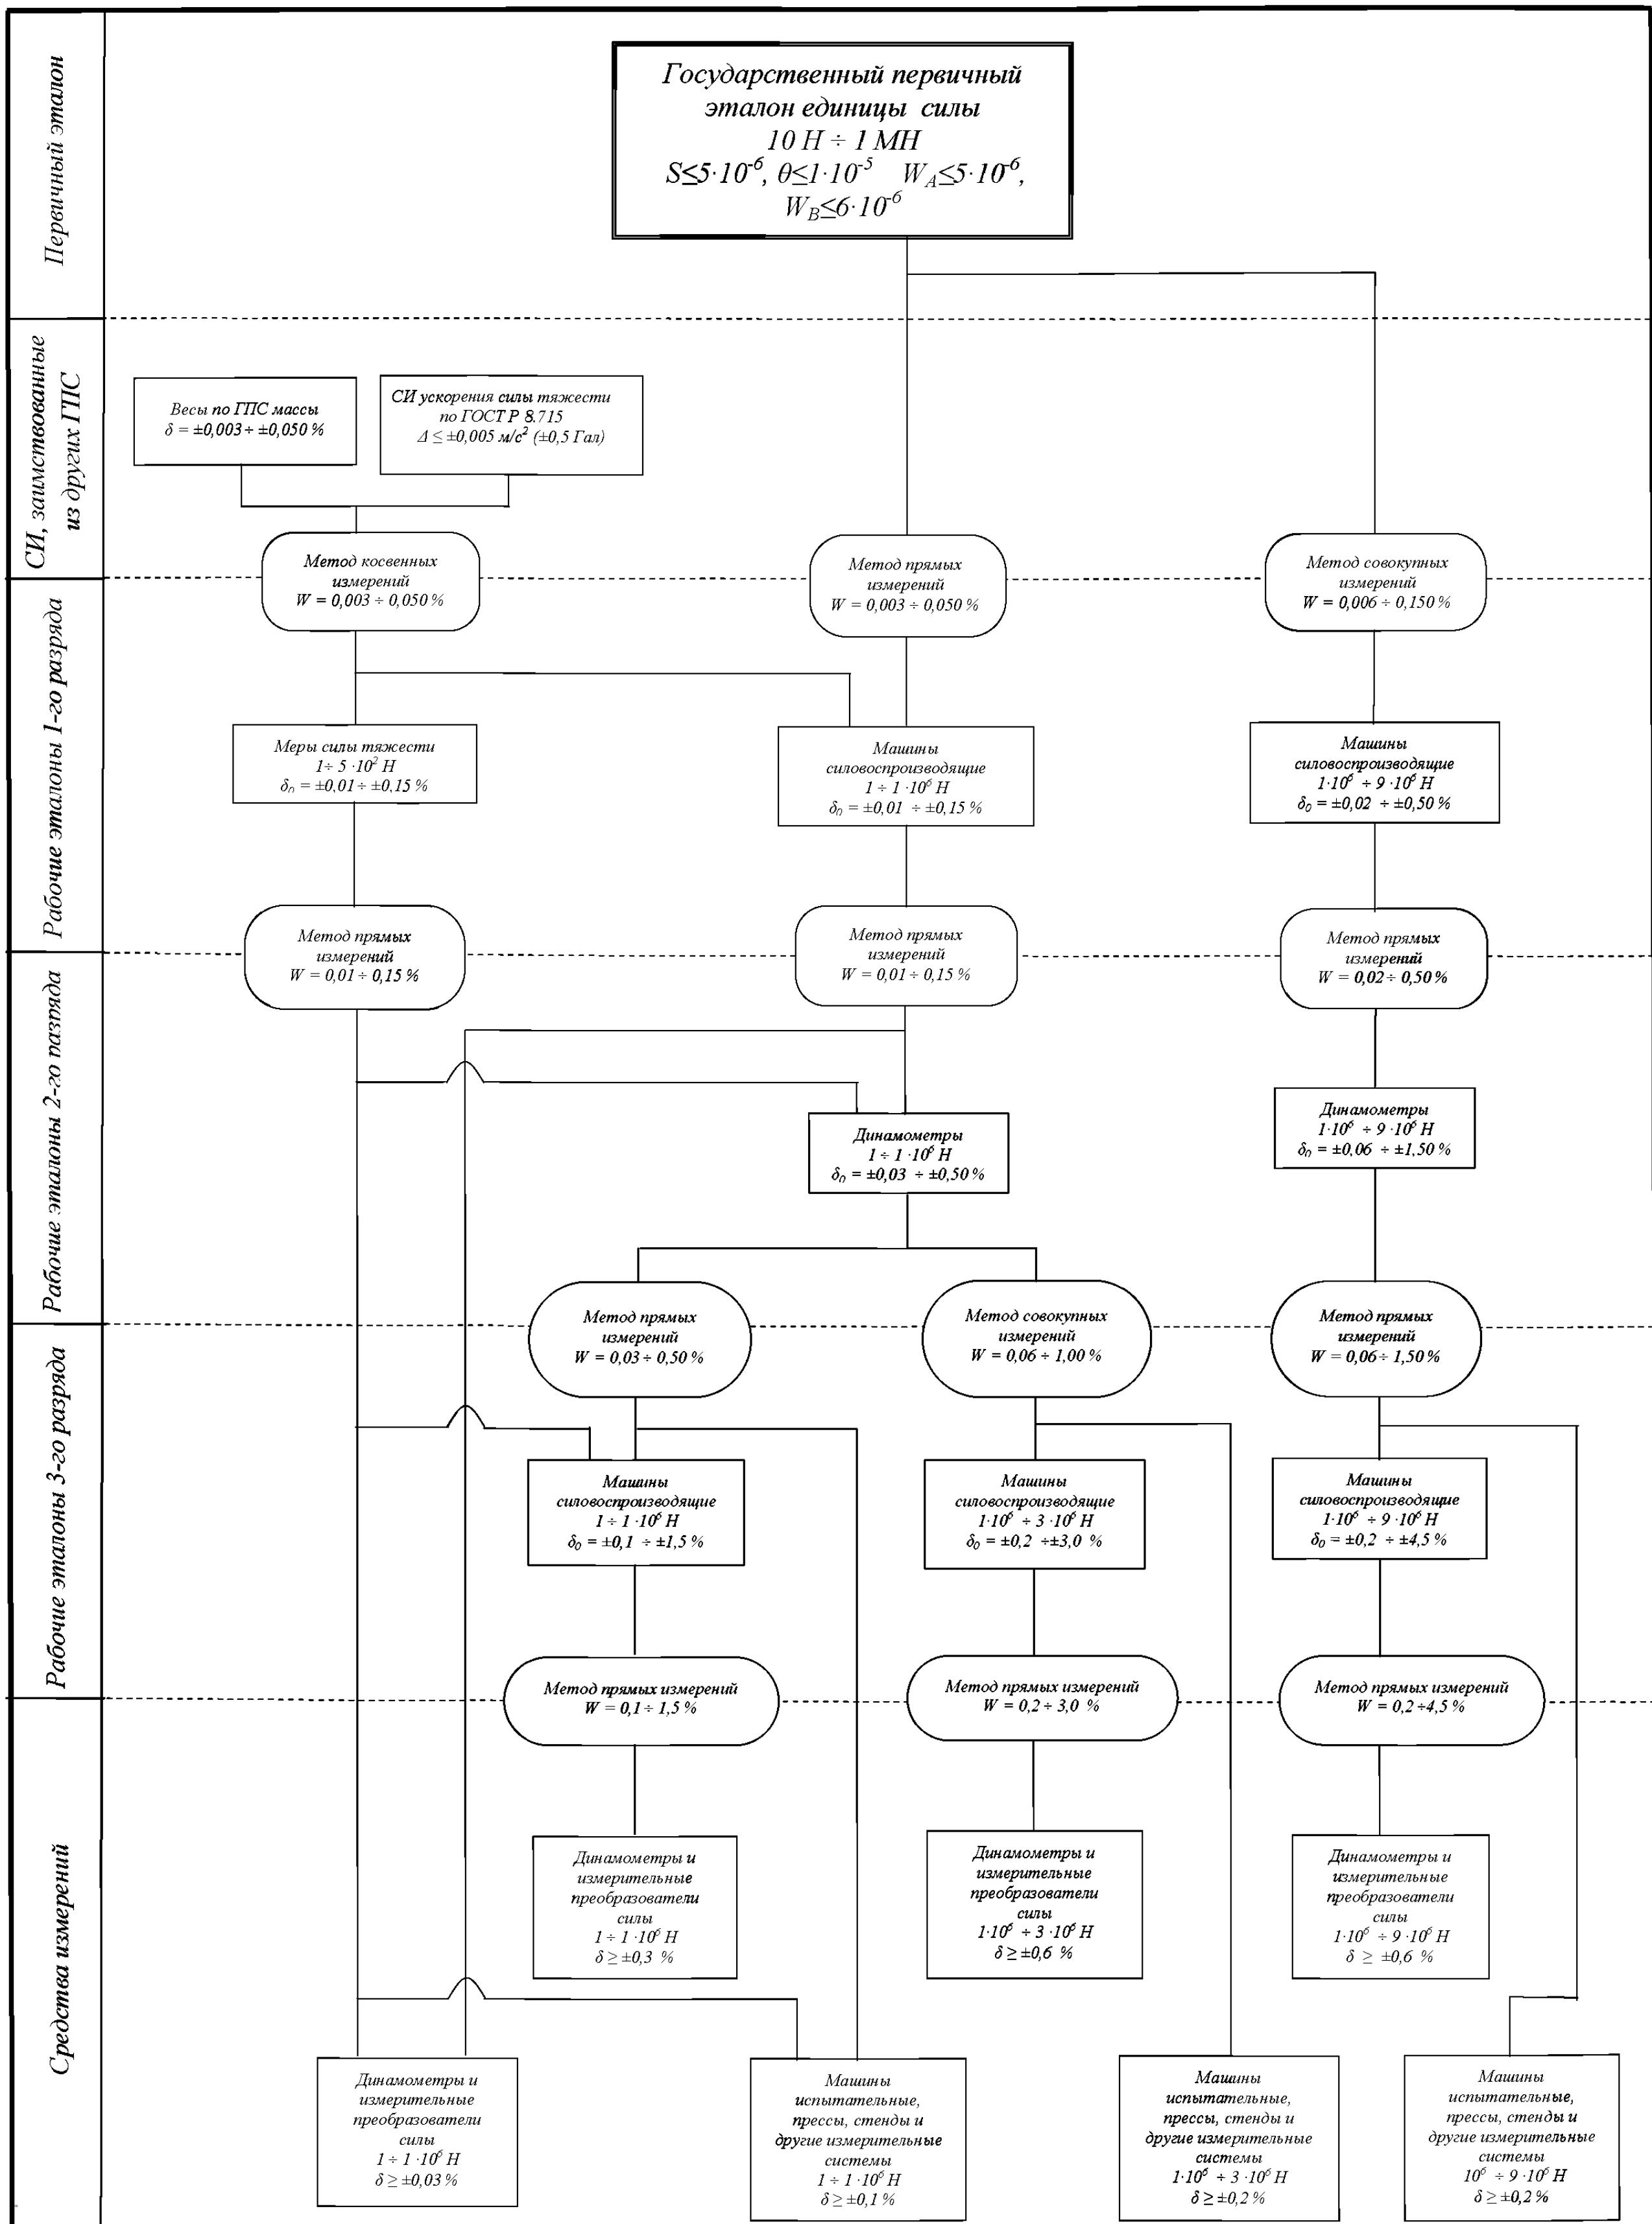 Первичный эталон
Государственный первичный
эталон единицы силы
10 Н ÷ 1 МН
S≤5·10⁻⁶, θ≤1·10⁻⁵ W_A≤5·10⁻⁶,
W_B≤6·10⁻⁶
СИ, заимствованные
из других ГПС
Весы по ГПС массы
δ = ±0,003 ÷ ±0,050 %
СИ ускорения силы тяжести
по ГОСТ Р 8.715
Δ ≤ ±0,005 м/с² (±0,5 Гал)
Метод косвенных
измерений
W = 0,003 ÷ 0,050 %
Метод прямых
измерений
W = 0,003 ÷ 0,050 %
Метод совокупных
измерений
W = 0,006 ÷ 0,150 %
Рабочие эталоны 1-го разряда
Меры силы тяжести
1÷ 5 ·10² Н
δ₀ = ±0,01 ÷ ±0,15 %
Машины
силовоспроизводящие
1 ÷ 1 ·10⁶ Н
δ₀ = ±0,01 ÷ ±0,15 %
Машины
силовоспроизводящие
1·10⁶ ÷ 9 ·10⁶ Н
δ₀ = ±0,02 ÷ ±0,50 %
Метод прямых
измерений
W = 0,01 ÷ 0,15 %
Метод прямых
измерений
W = 0,01 ÷ 0,15 %
Метод прямых
измерений
W = 0,02 ÷ 0,50 %
Рабочие эталоны 2-го разряда
Динамометры
1 ÷ 1 ·10⁶ Н
δ₀ = ±0,03 ÷ ±0,50 %
Динамометры
1·10⁶ ÷ 9 ·10⁶ Н
δ₀ = ±0,06 ÷ ±1,50 %
Метод прямых
измерений
W = 0,03 ÷ 0,50 %
Метод совокупных
измерений
W = 0,06 ÷ 1,00 %
Метод прямых
измерений
W = 0,06÷ 1,50 %
Рабочие эталоны 3-го разряда
Машины
силовоспроизводящие
1 ÷ 1 ·10⁶ Н
δ₀ = ±0,1 ÷ ±1,5 %
Машины
силовоспроизводящие
1·10⁶ ÷ 3 ·10⁶ Н
δ₀ = ±0,2 ÷±3,0 %
Машины
силовоспроизводящие
1·10⁶ ÷ 9 ·10⁶ Н
δ₀ = ±0,2 ÷ ±4,5 %
Метод прямых измерений
W = 0,1 ÷ 1,5 %
Метод прямых измерений
W = 0,2 ÷ 3,0 %
Метод прямых измерений
W = 0,2 ÷4,5 %
Средства измерений
Динамометры и
измерительные
преобразователи
силы
1 ÷ 1 ·10⁶ Н
δ ≥ ±0,3 %
Динамометры и
измерительные
преобразователи
силы
1·10⁶ ÷ 3 ·10⁶ Н
δ ≥ ±0,6 %
Динамометры и
измерительные
преобразователи
силы
1·10⁶ ÷ 9 ·10⁶ Н
δ ≥ ±0,6 %
Динамометры и
измерительные
преобразователи
силы
1 ÷ 1 ·10⁶ Н
δ ≥ ±0,03 %
Машины
испытательные,
прессы, стенды и
другие измерительные
системы
1 ÷ 1 ·10⁶ Н
δ ≥ ±0,1 %
Машины
испытательные,
прессы, стенды и
другие измерительные
системы
1·10⁶ ÷ 3 ·10⁶ Н
δ ≥ ±0,2 %
Машины
испытательные,
прессы, стенды и
другие измерительные
системы
10⁶ ÷ 9 ·10⁶ Н
δ ≥ ±0,2 %